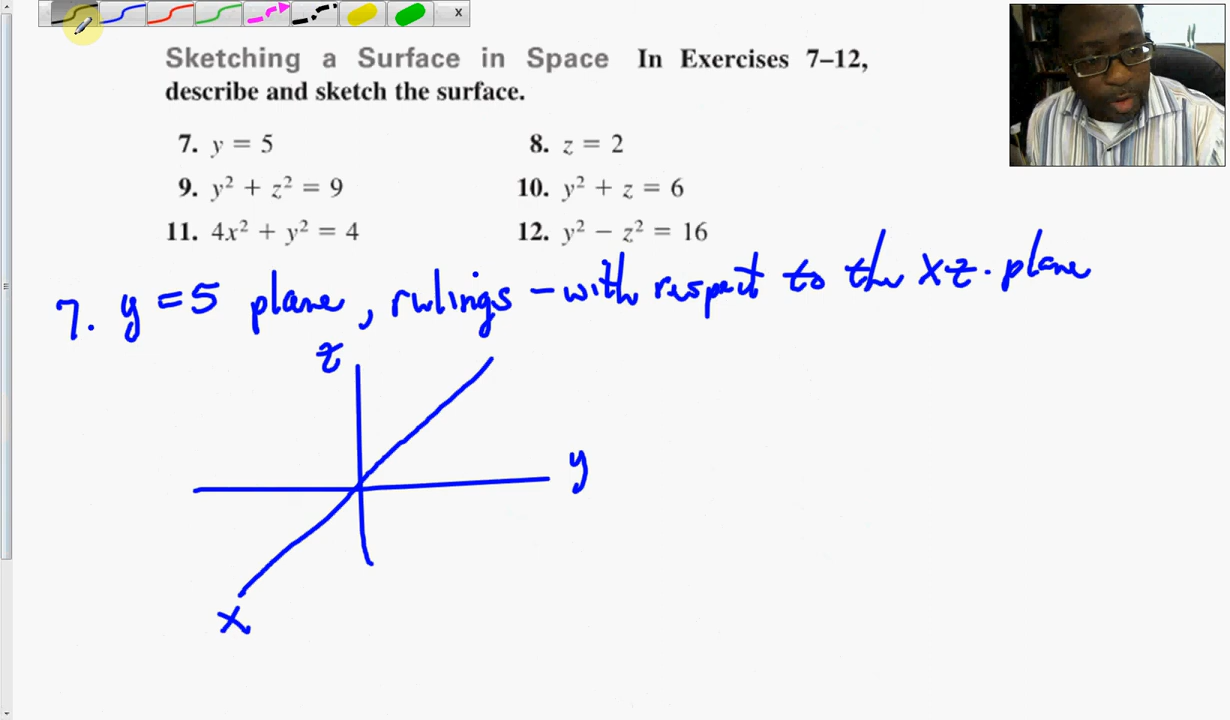 x
Sketching a Surface in Space In Exercises 7–12,
describe and sketch the surface.
7. y = 5
8. z = 2
9. y² + z² = 9
10. y² + z = 6
11. 4x² + y² = 4
12. y² − z² = 16
7. y = 5 plane, rulings – with respect to the xz-plane
z
y
x